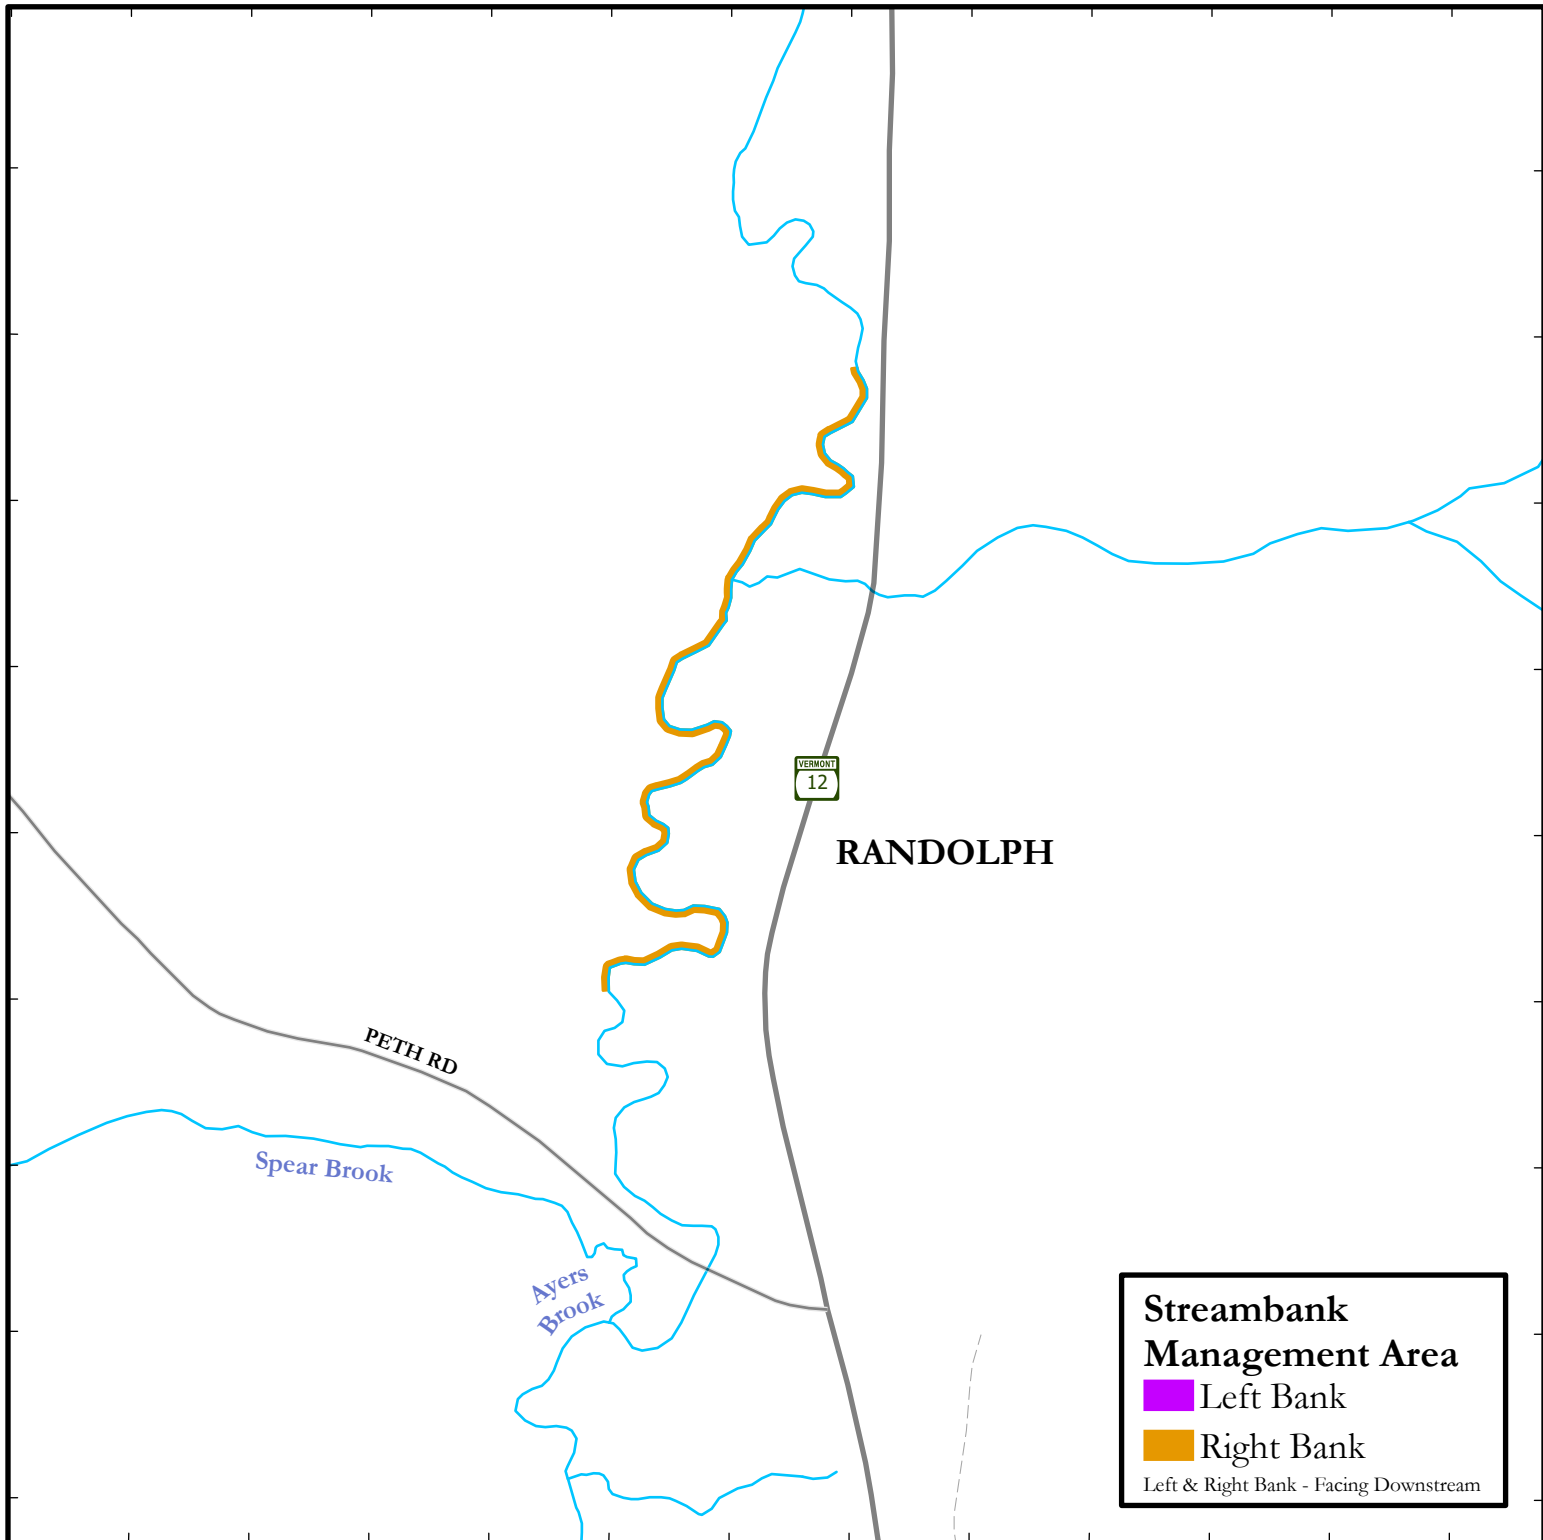 VERMONT
12
RANDOLPH
PETH RD
Spear Brook
Ayers
Brook
Streambank
Management Area
Left Bank
Right Bank
Left & Right Bank - Facing Downstream